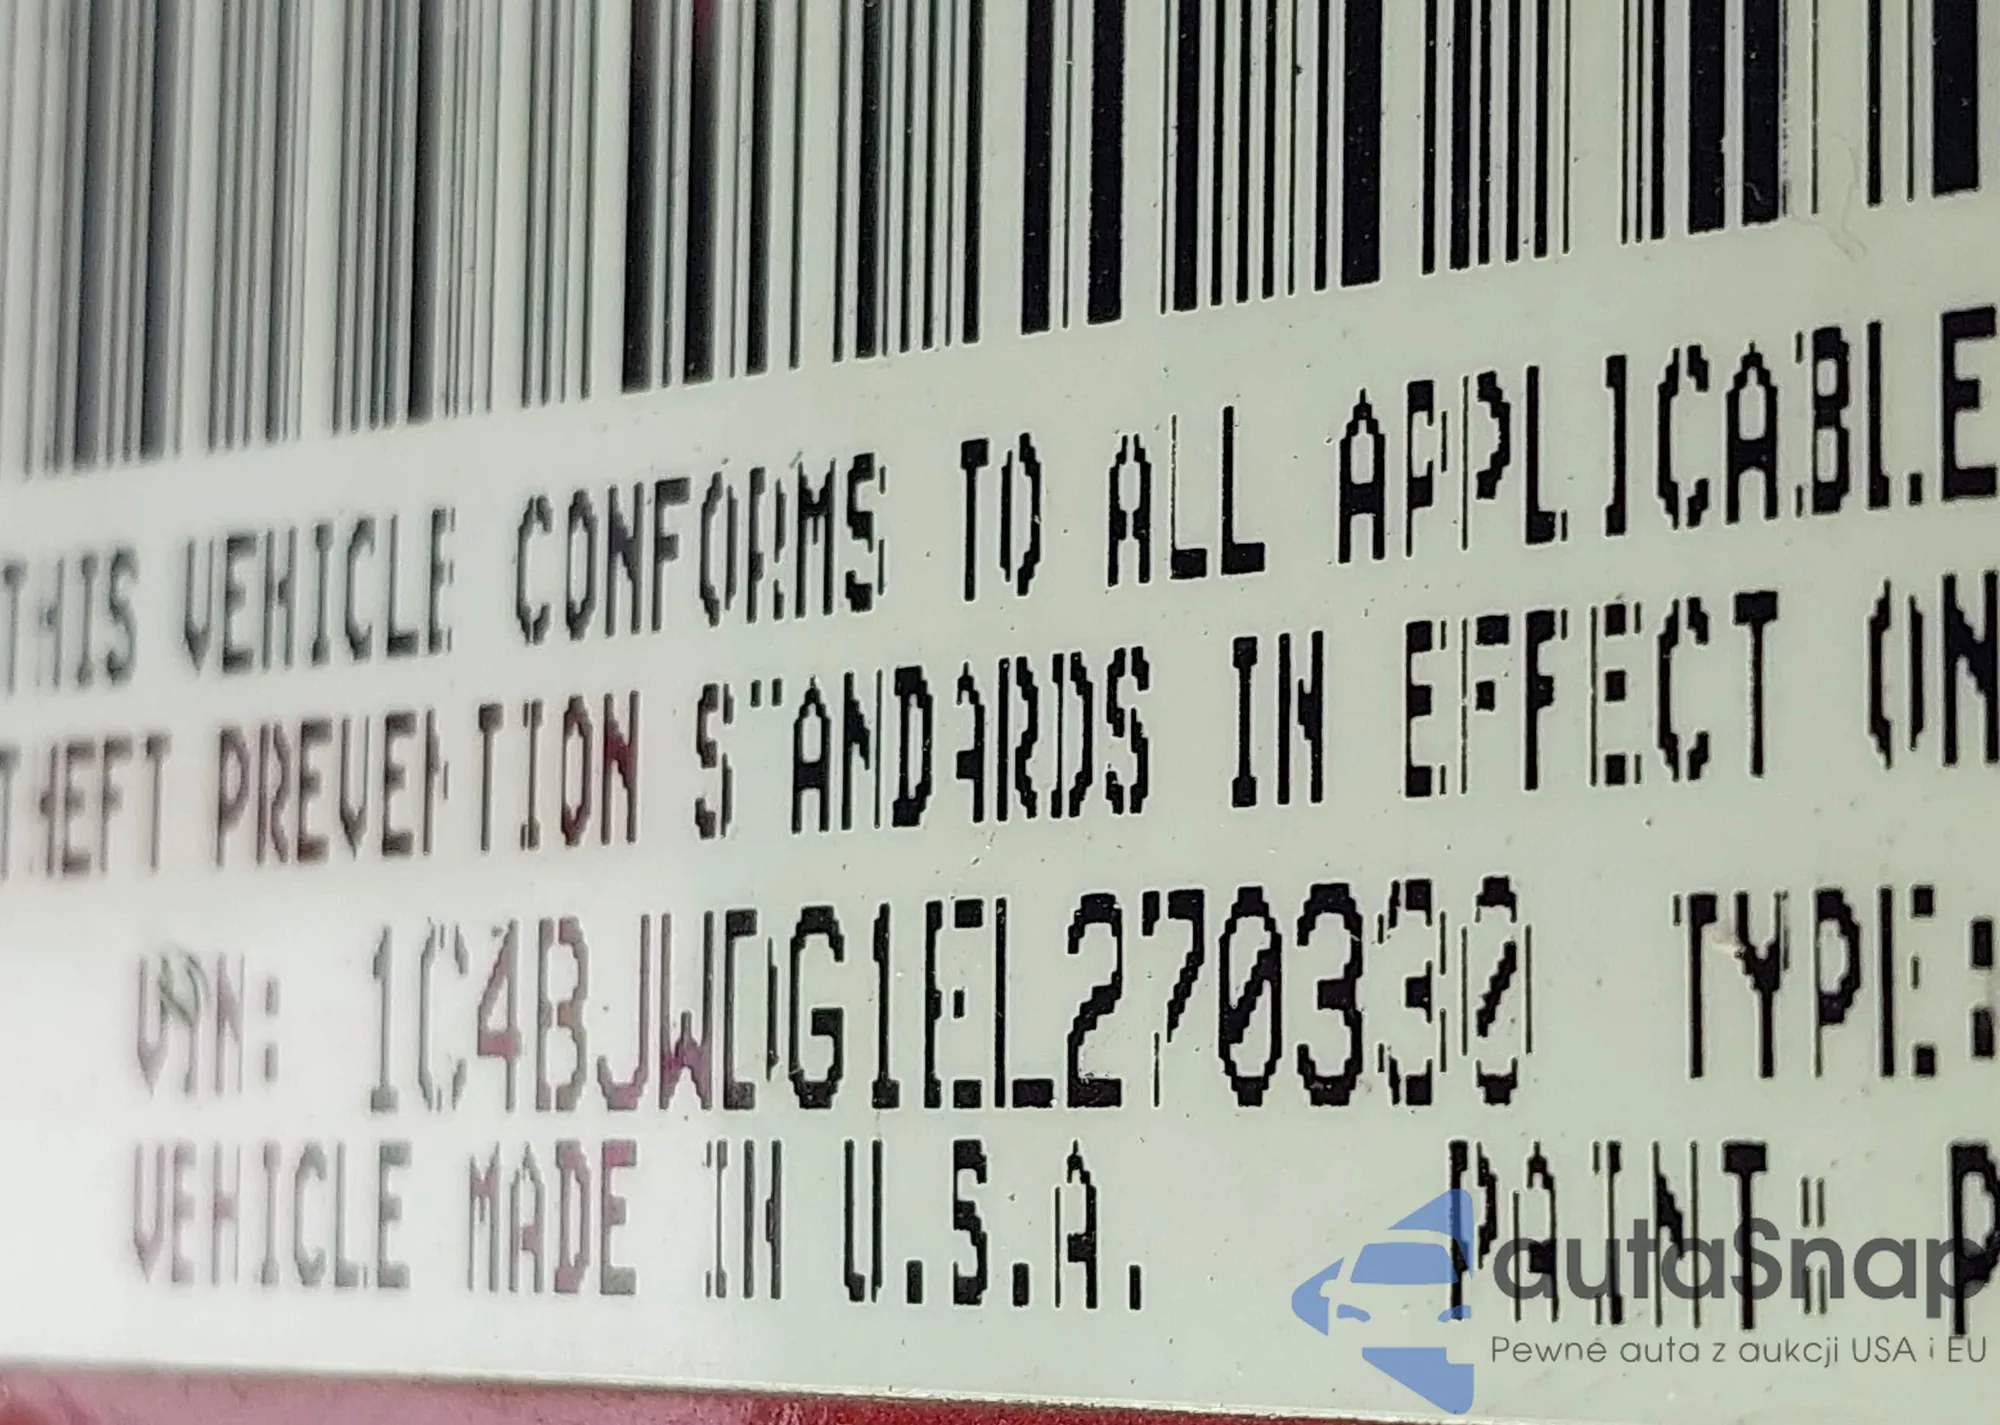 THIS VEHICLE CONFORMS TO ALL APPLICABLE
THEFT PREVENTION STANDARDS IN EFFECT ON
VIN: 1C4BJWDG1EL270330 TYPE:
VEHICLE MADE IN U.S.A. PAINT: P
autaSnap
Pewne auta z aukcji USA i EU